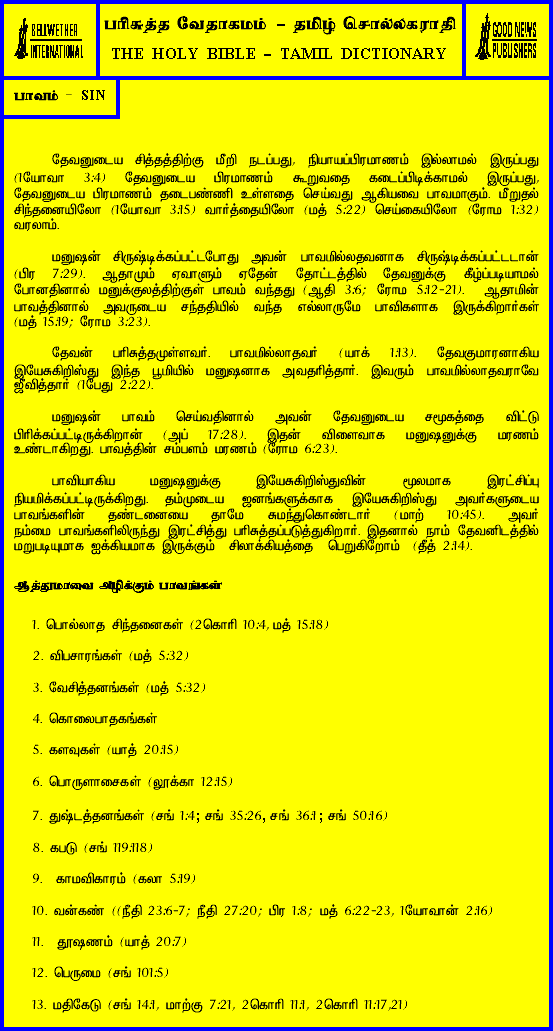 BELLWETHER
INTERNATIONAL
பரிசுத்த வேதாகமம் - தமிழ் சொல்லகராதி
THE HOLY BIBLE - TAMIL DICTIONARY
GOOD NEWS
PUBLISHERS
பாவம் - SIN
தேவனுடைய சித்தத்திற்கு மீறி நடப்பது, நியாயப்பிரமாணம் இல்லாமல் இருப்பது
(1யோவா 3:4) தேவனுடைய பிரமாணம் கூறுவதை கடைப்பிடிக்காமல் இருப்பது,
தேவனுடைய பிரமாணம் தடைபண்ணி உள்ளதை செய்வது ஆகியவை பாவமாகும். மீறுதல்
சிந்தனையிலோ (1யோவா 3:15) வார்த்தையிலோ (மத் 5:22) செய்கையிலோ (ரோம 1:32)
வரலாம்.
மனுஷன் சிருஷ்டிக்கப்பட்டபோது அவன் பாவமில்லதவனாக சிருஷ்டிக்கப்பட்டடான்
(பிர 7:29). ஆதாமும் ஏவாளும் ஏதேன் தோட்டத்தில் தேவனுக்கு கீழ்ப்படியாமல்
போனதினால் மனுக்குலத்திற்குள் பாவம் வந்தது (ஆதி 3:6; ரோம 5:12-21). ஆதாமின்
பாவத்தினால் அவருடைய சந்ததியில் வந்த எல்லாருமே பாவிகளாக இருக்கிறார்கள்
(மத் 15:19; ரோம 3:23).
தேவன் பரிசுத்தமுள்ளவர். பாவமில்லாதவர் (யாக் 1:13). தேவகுமாரனாகிய
இயேசுகிறிஸ்து இந்த பூமியில் மனுஷனாக அவதரித்தார். இவரும் பாவமில்லாதவராவே
ஜீவித்தார் (1பேது 2:22).
மனுஷன் பாவம் செய்வதினால் அவன் தேவனுடைய சமூகத்தை விட்டு
பிரிக்கப்பட்டிருக்கிறான் (அப் 17:28). இதன் விளைவாக மனுஷனுக்கு மரணம்
உண்டாகிறது. பாவத்தின் சம்பளம் மரணம் (ரோம 6:23).
பாவியாகிய மனுஷனுக்கு இயேசுகிறிஸ்துவின் மூலமாக இரட்சிப்பு
நியமிக்கப்பட்டிருக்கிறது. தம்முடைய ஜனங்களுக்காக இயேசுகிறிஸ்து அவர்களுடைய
பாவங்களின் தண்டனையை தாமே சுமந்துகொண்டார் (மாற் 10:45). அவர்
நம்மை பாவங்களிலிருந்து இரட்சித்து பரிசுத்தப்படுத்துகிறார். இதனால் நாம் தேவனிடத்தில்
மறுபடியுமாக ஐக்கியமாக இருக்கும் சிலாக்கியத்தை பெறுகிறோம் (தீத் 2:14).
ஆத்துமாவை அழிக்கும் பாவங்கள்
1. பொல்லாத சிந்தனைகள் (2கொரி 10:4, மத் 15:18)
2. விபசாரங்கள் (மத் 5:32)
3. வேசித்தனங்கள் (மத் 5:32)
4. கொலைபாதகங்கள்
5. களவுகள் (யாத் 20:15)
6. பொருளாசைகள் (லூக்கா 12:15)
7. துஷ்டத்தனங்கள் (சங் 1:4; சங் 35:26, சங் 36:1; சங் 50:16)
8. கபடு (சங் 119:118)
9. காமவிகாரம் (கலா 5:19)
10. வன்கண் ((நீதி 23:6-7; நீதி 27:20; பிர 1:8; மத் 6:22-23, 1யோவான் 2:16)
11. தூஷணம் (யாத் 20:7)
12. பெருமை (சங் 101:5)
13. மதிகேடு (சங் 14:1, மாற்கு 7:21, 2கொரி 11:1, 2கொரி 11:17,21)